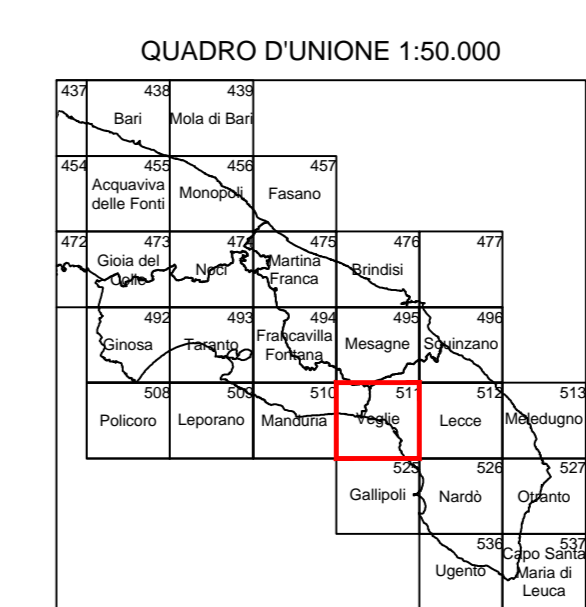 QUADRO D'UNIONE 1:50.000
437 438 439
Bari Mola di Bari
454 455 456 457
Acquaviva
delle Fonti
Monopoli
Fasano
472 473 474 475 476 477
Gioia del
Colle
Noci
Martina
Franca
Brindisi
492 493 494 495 496
Ginosa
Taranto
Francavilla
Fontana
Mesagne
Squinzano
508 509 510 511 512 513
Policoro Leporano Manduria Veglie Lecce Meledugno
525 526 527
Gallipoli Nardò Otranto
536 537
Ugento
Capo Santa
Maria di
Leuca